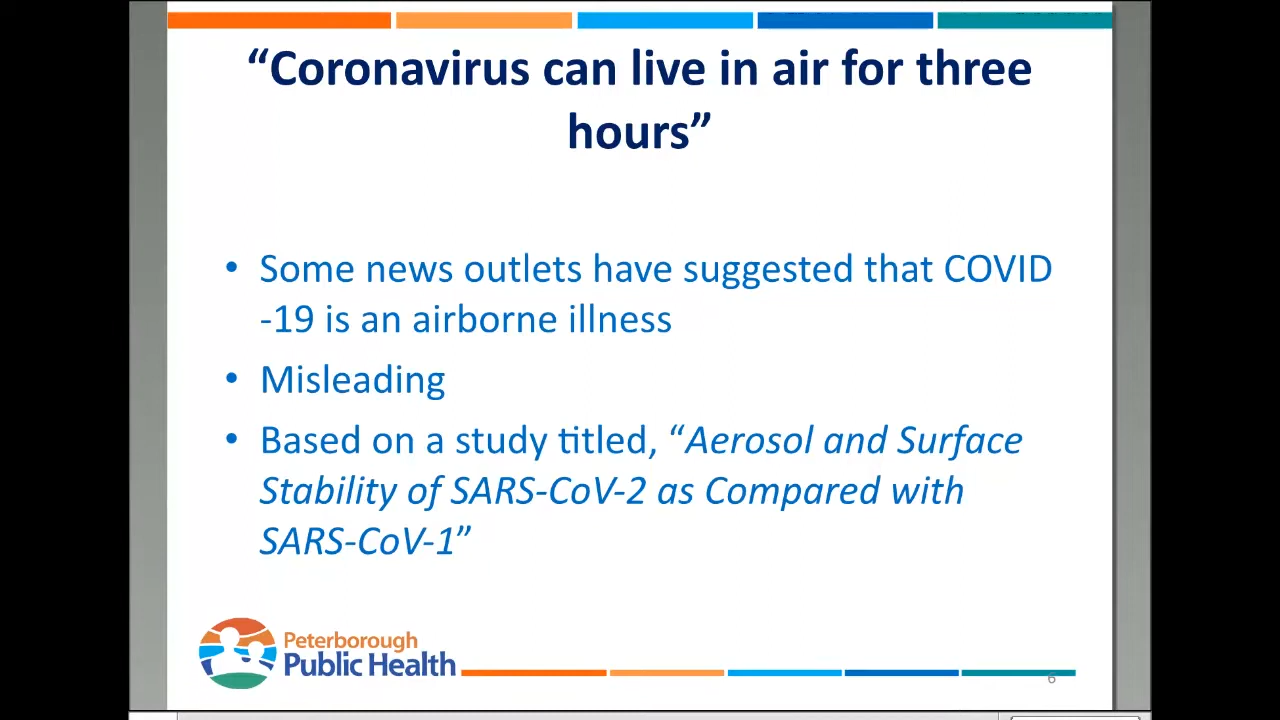 “Coronavirus can live in air for three
hours”
• Some news outlets have suggested that COVID
-19 is an airborne illness
• Misleading
• Based on a study titled, “Aerosol and Surface
Stability of SARS-CoV-2 as Compared with
SARS-CoV-1”
Peterborough
Public Health
6